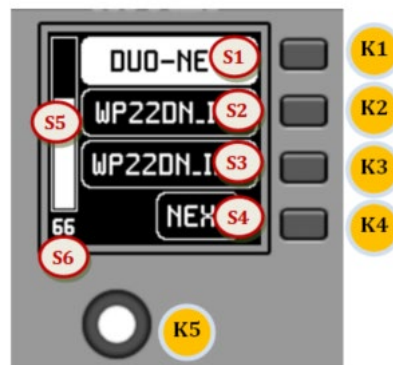 DUO-NE S1 K1
WP22DN_I S2 K2
S5
WP22DN_I S3 K3
NEX S4 K4
66
S6
K5